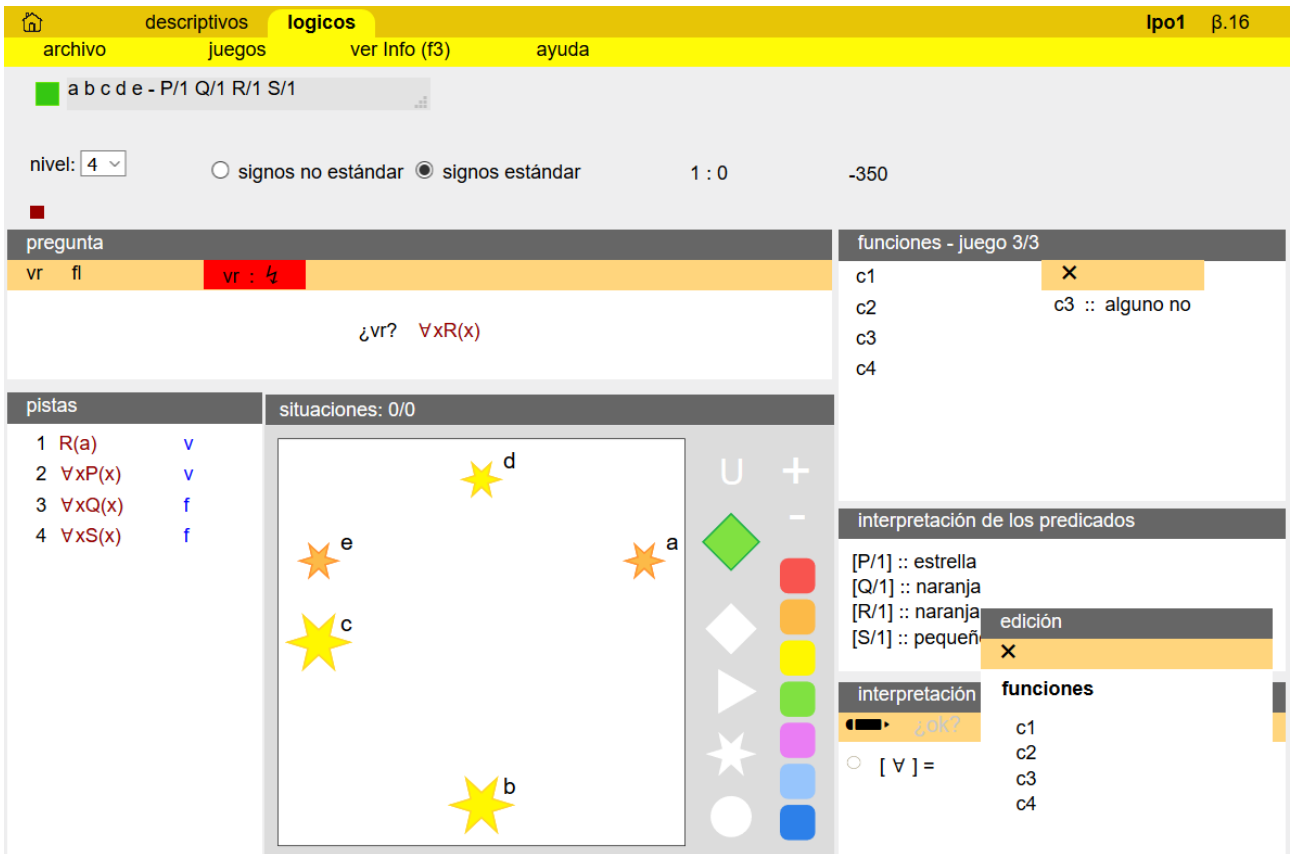 descriptivos logicos lpo1 β.16
archivo juegos ver Info (f3) ayuda
a b c d e - P/1 Q/1 R/1 S/1
nivel: 4 signos no estándar signos estándar 1 : 0 -350
pregunta
vr fl vr : ↯
¿vr? ∀xR(x)
funciones - juego 3/3
×
c1
c3 :: alguno no
c2
c3
c4
pistas
1 R(a) v
2 ∀xP(x) v
3 ∀xQ(x) f
4 ∀xS(x) f
situaciones: 0/0
d
e
a
c
b
U +
-
interpretación de los predicados
[P/1] :: estrella
[Q/1] :: naranja
[R/1] :: naranja
[S/1] :: pequeñ
interpretación
¿ok?
[ ∀ ] =
edición
×
funciones
c1
c2
c3
c4